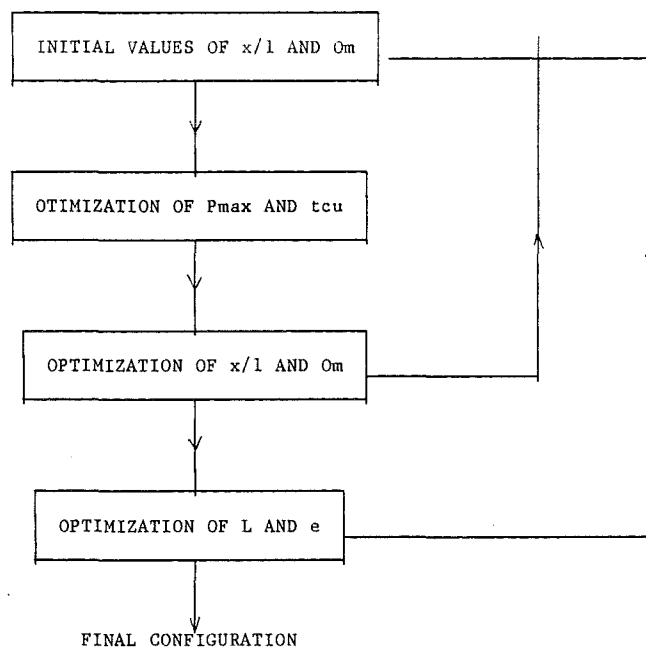 INITIAL VALUES OF x/l AND Om
OTIMIZATION OF Pmax AND tcu
OPTIMIZATION OF x/l AND Om
OPTIMIZATION OF L AND e
FINAL CONFIGURATION